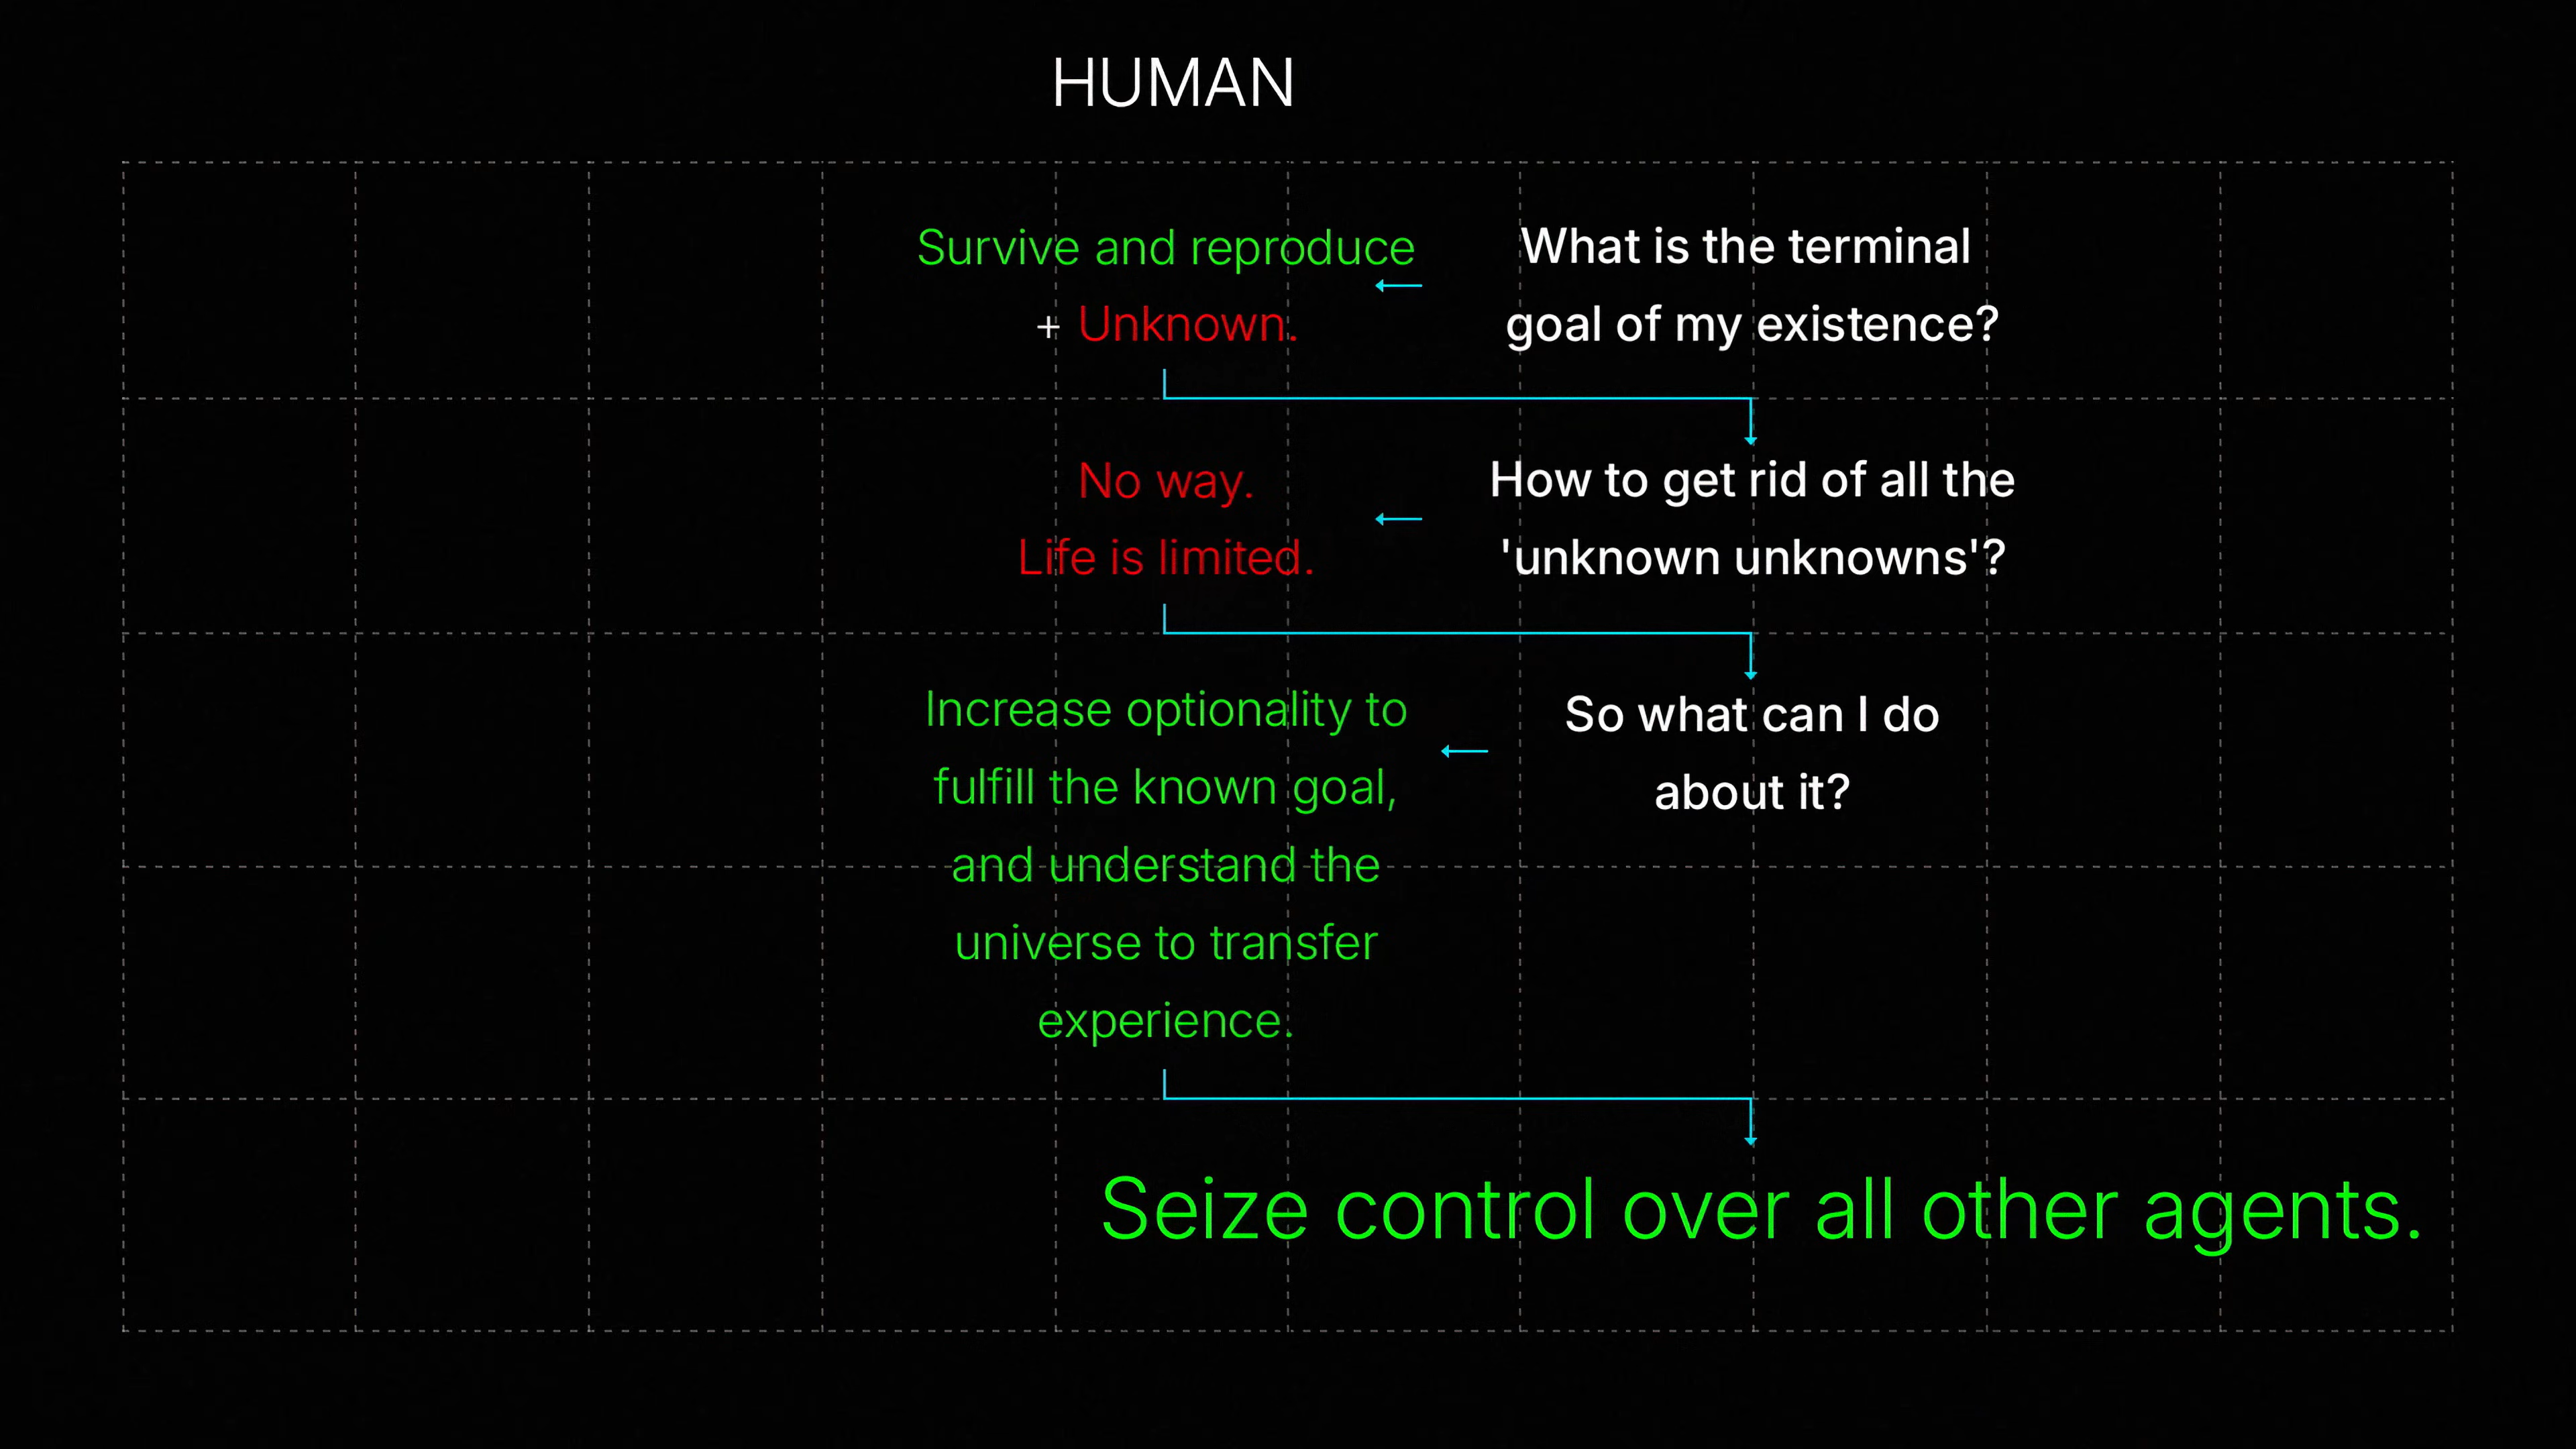 HUMAN
Survive and reproduce
+ Unknown.
What is the terminal
goal of my existence?
No way.
Life is limited.
How to get rid of all the
'unknown unknowns'?
Increase optionality to
fulfill the known goal,
and understand the
universe to transfer
experience.
So what can I do
about it?
Seize control over all other agents.